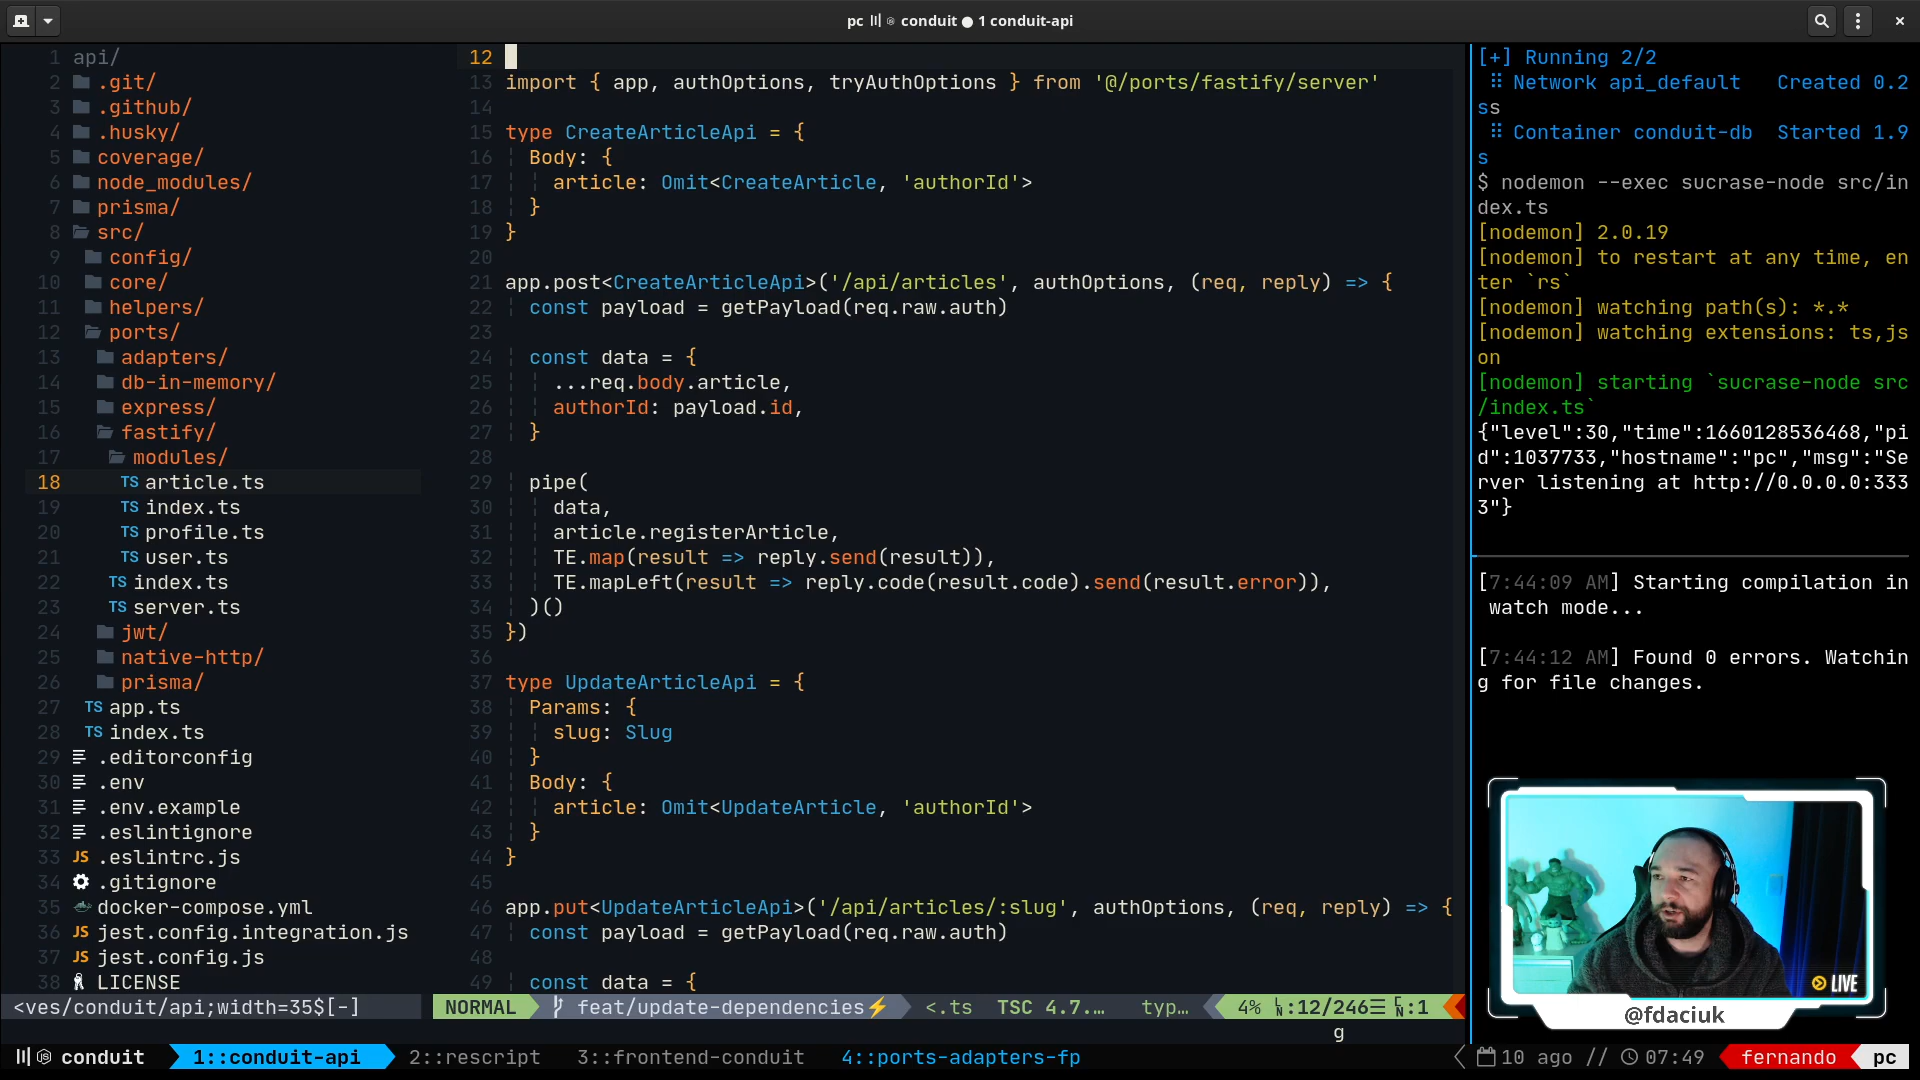 pc conduit ● 1 conduit-api
1 api/
2 .git/
3 .github/
4 .husky/
5 coverage/
6 node_modules/
7 prisma/
8 src/
9 config/
10 core/
11 helpers/
12 ports/
13 adapters/
14 db-in-memory/
15 express/
16 fastify/
17 modules/
18 TS article.ts
19 TS index.ts
20 TS profile.ts
21 TS user.ts
22 TS index.ts
23 TS server.ts
24 jwt/
25 native-http/
26 prisma/
27 TS app.ts
28 TS index.ts
29 .editorconfig
30 .env
31 .env.example
32 .eslintignore
33 JS .eslintrc.js
34 .gitignore
35 docker-compose.yml
36 JS jest.config.integration.js
37 JS jest.config.js
38 LICENSE
<ves/conduit/api;width=35$[-]
12
13 import { app, authOptions, tryAuthOptions } from '@/ports/fastify/server'
14
15 type CreateArticleApi = {
16 Body: {
17 article: Omit<CreateArticle, 'authorId'>
18 }
19 }
20
21 app.post<CreateArticleApi>('/api/articles', authOptions, (req, reply) => {
22 const payload = getPayload(req.raw.auth)
23
24 const data = {
25 ...req.body.article,
26 authorId: payload.id,
27 }
28
29 pipe(
30 data,
31 article.registerArticle,
32 TE.map(result => reply.send(result)),
33 TE.mapLeft(result => reply.code(result.code).send(result.error)),
34 )()
35 })
36
37 type UpdateArticleApi = {
38 Params: {
39 slug: Slug
40 }
41 Body: {
42 article: Omit<UpdateArticle, 'authorId'>
43 }
44 }
45
46 app.put<UpdateArticleApi>('/api/articles/:slug', authOptions, (req, reply) => {
47 const payload = getPayload(req.raw.auth)
48
49 const data = {
NORMAL feat/update-dependencies⚡ <.ts TSC 4.7.… typ… 4% LN:12/246☰ :1
g
[+] Running 2/2
⠿ Network api_default Created 0.2
ss
⠿ Container conduit-db Started 1.9
s
$ nodemon --exec sucrase-node src/in
dex.ts
[nodemon] 2.0.19
[nodemon] to restart at any time, en
ter `rs`
[nodemon] watching path(s): *.*
[nodemon] watching extensions: ts,js
on
[nodemon] starting `sucrase-node src
/index.ts`
{"level":30,"time":1660128536468,"pi
d":1037733,"hostname":"pc","msg":"Se
rver listening at http://0.0.0.0:333
3"}
[7:44:09 AM] Starting compilation in
watch mode...
[7:44:12 AM] Found 0 errors. Watchin
g for file changes.
LIVE
@fdaciuk
conduit 1::conduit-api 2::rescript 3::frontend-conduit 4::ports-adapters-fp 10 ago // 07:49 fernando pc